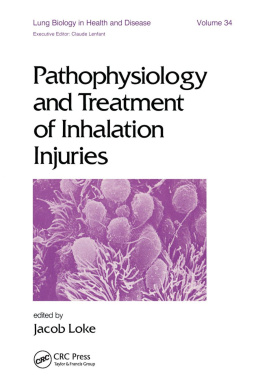 Lung Biology in Health and Disease Volume 34
Executive Editor: Claude Lenfant
Pathophysiology
and Treatment
of Inhalation
Injuries
edited by
Jacob Loke
CRC CRC Press
Taylor & Francis Group